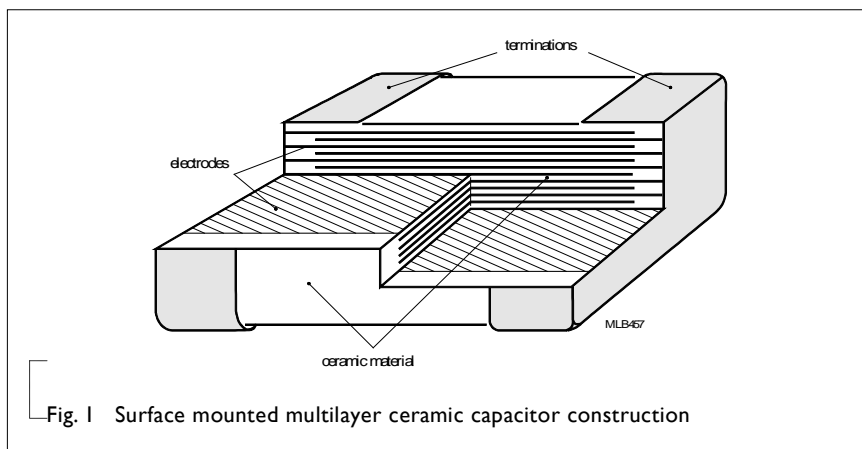 terminations
electrodes
MLB457
ceramic material
Fig. 1 Surface mounted multilayer ceramic capacitor construction